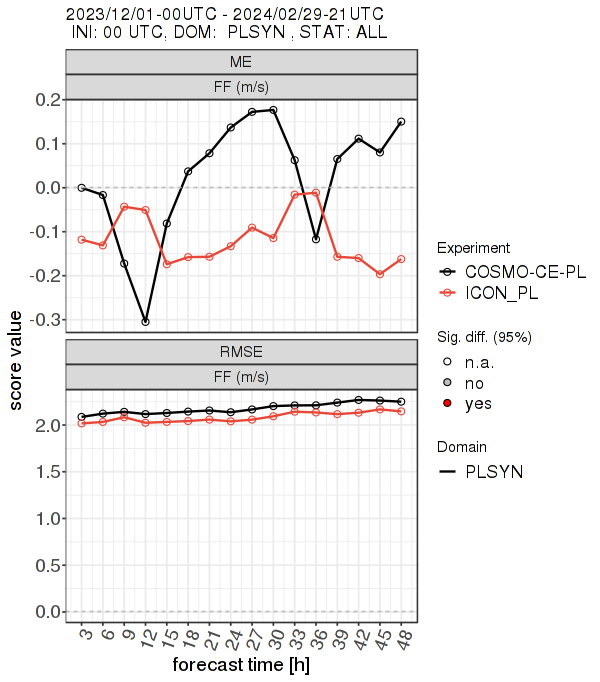 2023/12/01-00UTC - 2024/02/29-21UTC
INI: 00 UTC, DOM: PLSYN , STAT: ALL
ME
FF (m/s)
0.2
0.1
0.0
-0.1
-0.2
-0.3
RMSE
FF (m/s)
2.0
1.5
1.0
0.5
0.0
3 6 9 12 15 18 21 24 27 30 33 36 39 42 45 48
forecast time [h]
score value
Experiment
COSMO-CE-PL
ICON_PL
Sig. diff. (95%)
n.a.
no
yes
Domain
PLSYN